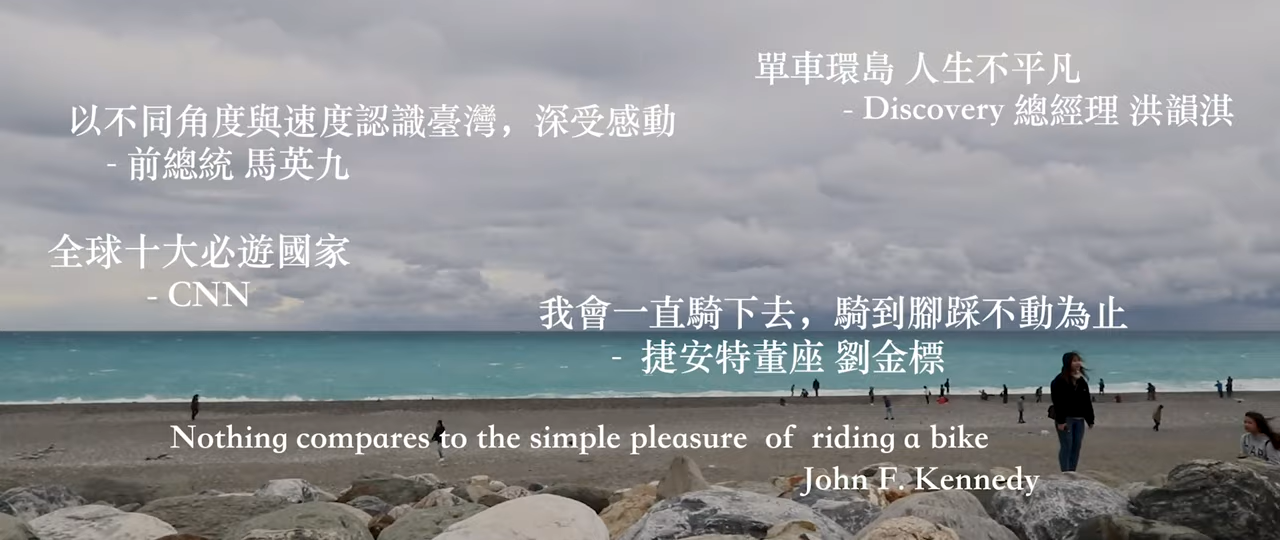 單車環島 人生不平凡
- Discovery 總經理 洪韻淇
以不同角度與速度認識臺灣，深受感動
- 前總統 馬英九
全球十大必遊國家
- CNN
我會一直騎下去，騎到腳踩不動為止
- 捷安特董座 劉金標
Nothing compares to the simple pleasure of riding a bike
John F. Kennedy